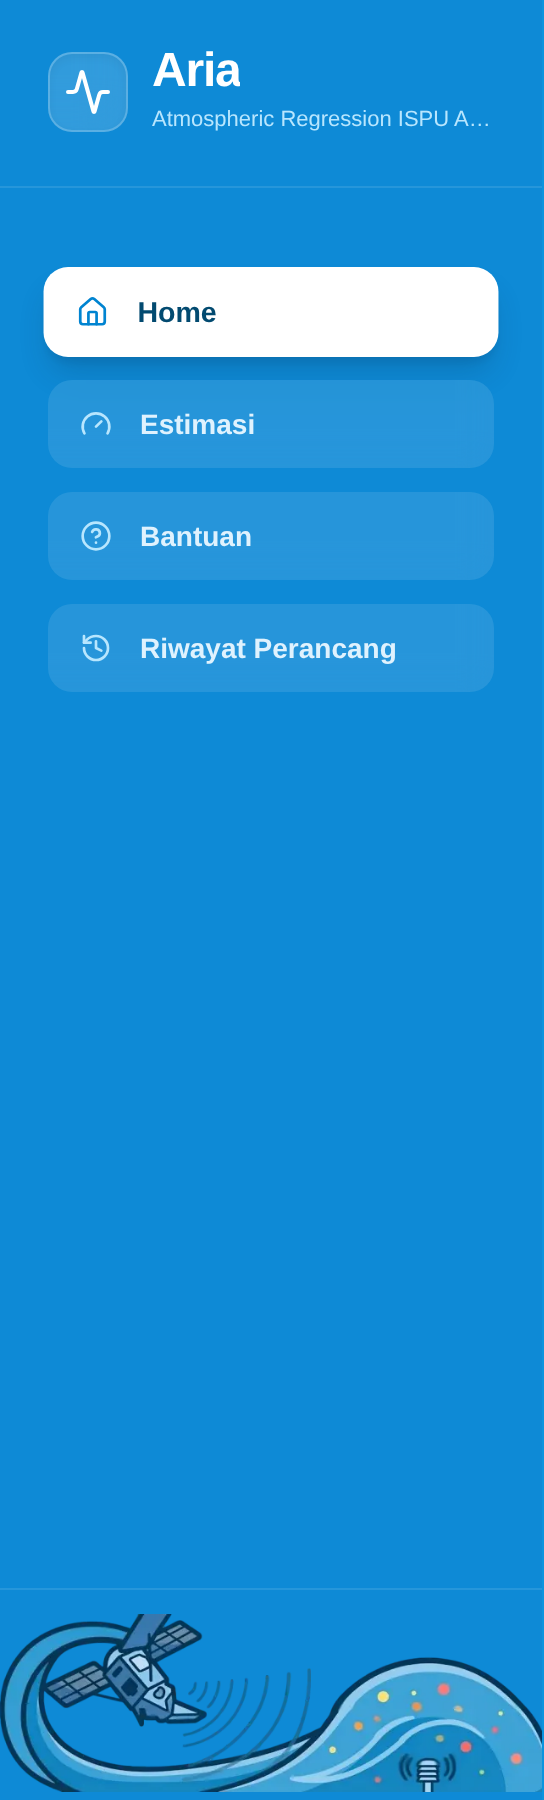 Aria
Atmospheric Regression ISPU A...
Home
Estimasi
Bantuan
Riwayat Perancang